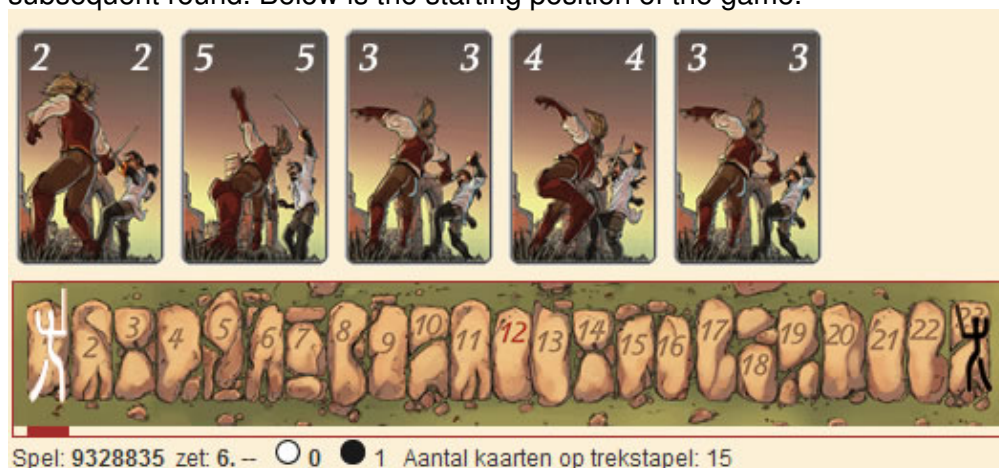 subsequent round. Below is the starting position of the game.
2 2 5 5 3 3 4 4 3 3
2 3 4 5 6 7 8 9 10 11 12 13 14 15 16 17 18 19 20 21 22 23
Spel: 9328835 zet: 6. -- 0 1 Aantal kaarten op trekstapel: 15